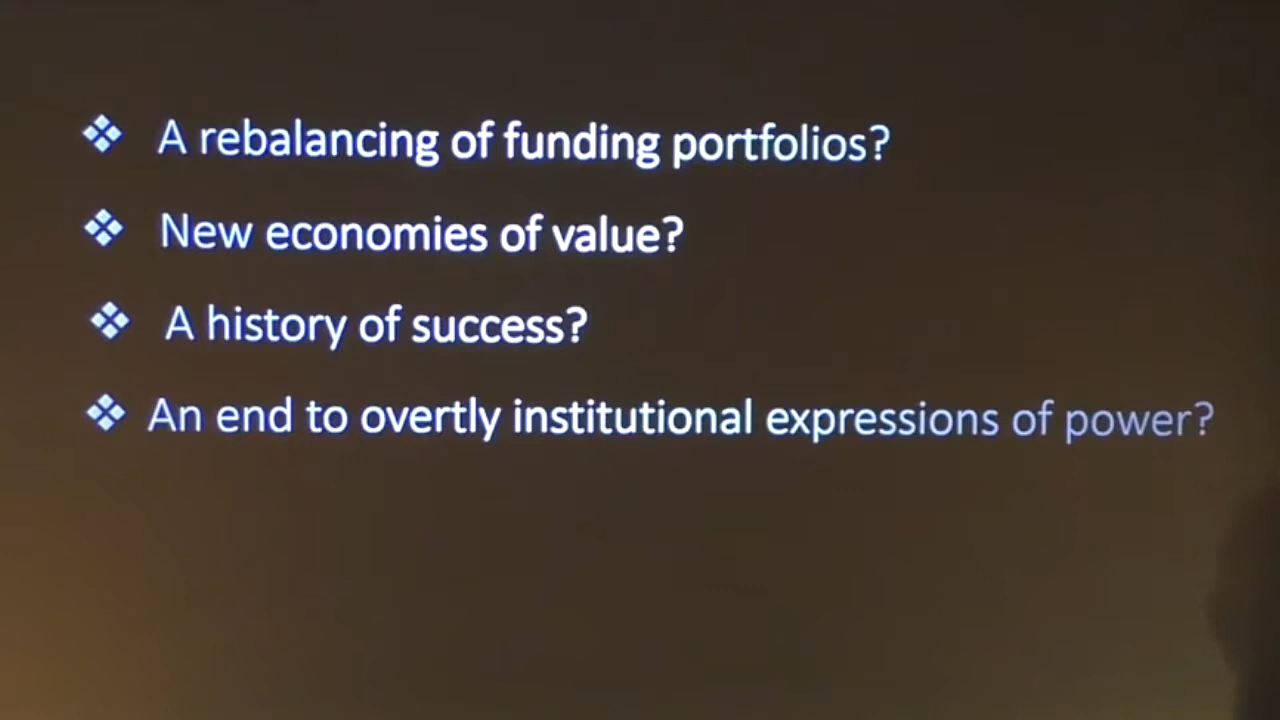 ❖ A rebalancing of funding portfolios?
❖ New economies of value?
❖ A history of success?
❖ An end to overtly institutional expressions of power?